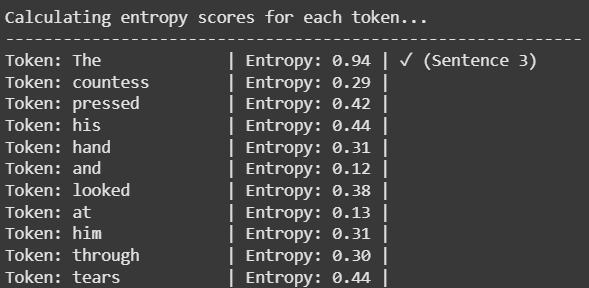 Calculating entropy scores for each token...
----------------------------------------------------------
Token: The | Entropy: 0.94 | ✓ (Sentence 3)
Token: countess | Entropy: 0.29 |
Token: pressed | Entropy: 0.42 |
Token: his | Entropy: 0.44 |
Token: hand | Entropy: 0.31 |
Token: and | Entropy: 0.12 |
Token: looked | Entropy: 0.38 |
Token: at | Entropy: 0.13 |
Token: him | Entropy: 0.31 |
Token: through | Entropy: 0.30 |
Token: tears | Entropy: 0.44 |